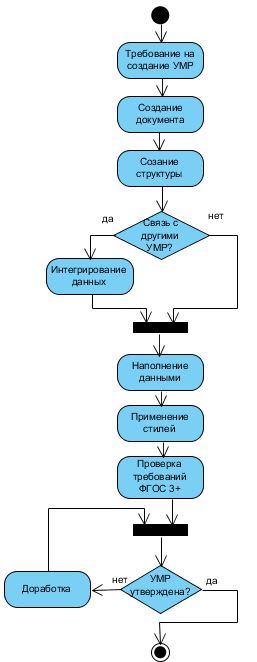 Требование на
создание УМР
Создание
документа
Созание
структуры
да
Связь с
другими
УМР?
нет
Интегрирование
данных
Наполнение
данными
Применение
стилей
Проверка
требований
ФГОС 3+
Доработка
нет
УМР
утверждена?
да